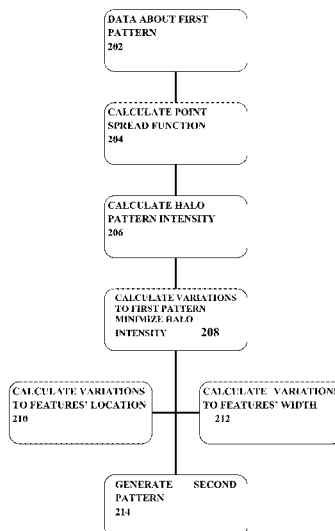 DATA ABOUT FIRST
PATTERN
202
CALCULATE POINT
SPREAD FUNCTION
204
CALCULATE HALO
PATTERN INTENSITY
206
CALCULATE VARIATIONS
TO FIRST PATTERN
MINIMIZE HALO
INTENSITY 208
CALCULATE VARIATIONS
TO FEATURES' LOCATION
210
CALCULATE VARIATIONS
TO FEATURES' WIDTH
212
GENERATE SECOND
PATTERN
214